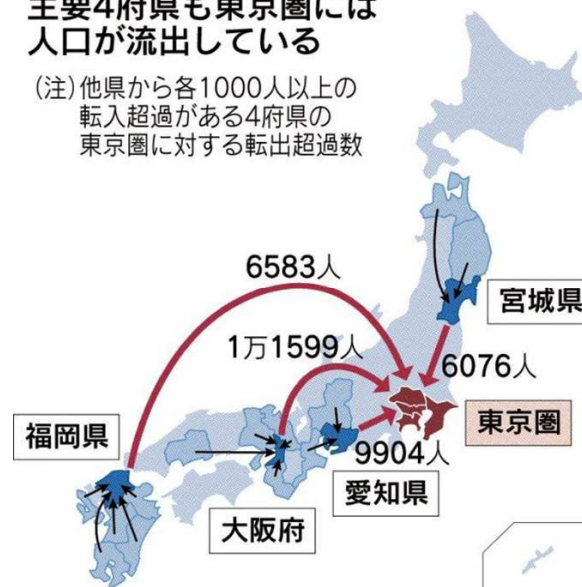 主要4府県も東京圏には
人口が流出している
(注)他県から各1000人以上の
転入超過がある4府県の
東京圏に対する転出超過数
6583人
宮城県
1万1599人
6076人
東京圏
福岡県
9904人
愛知県
大阪府